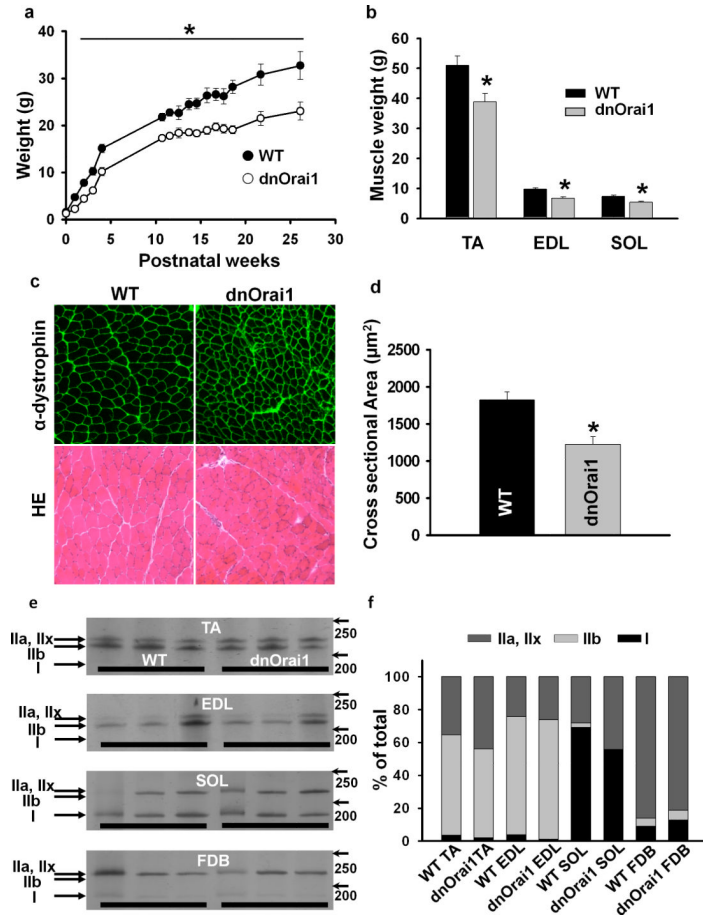 a
*
Weight (g)
40
30
20
10
0
WT
dnOrai1
0 5 10 15 20 25 30
Postnatal weeks
b
Muscle weight (g)
60
50
40
30
20
10
0
*
*
*
WT
dnOrai1
TA EDL SOL
c
WT dnOrai1
α-dystrophin
HE
d
Cross sectional Area (µm²)
2500
2000
1500
1000
500
0
*
WT
dnOrai1
e
TA
IIa, IIx
IIb
I
WT dnOrai1
250
200
EDL
IIa, IIx
IIb
I
250
200
SOL
IIa, IIx
IIb
I
250
200
FDB
IIa, IIx
IIb
I
250
200
f
IIa, IIx IIb I
% of total
100
80
60
40
20
0
WT TA
dnOrai1TA
WT EDL
dnOrai1 EDL
WT SOL
dnOrai1 SOL
WT FDB
dnOrai1 FDB